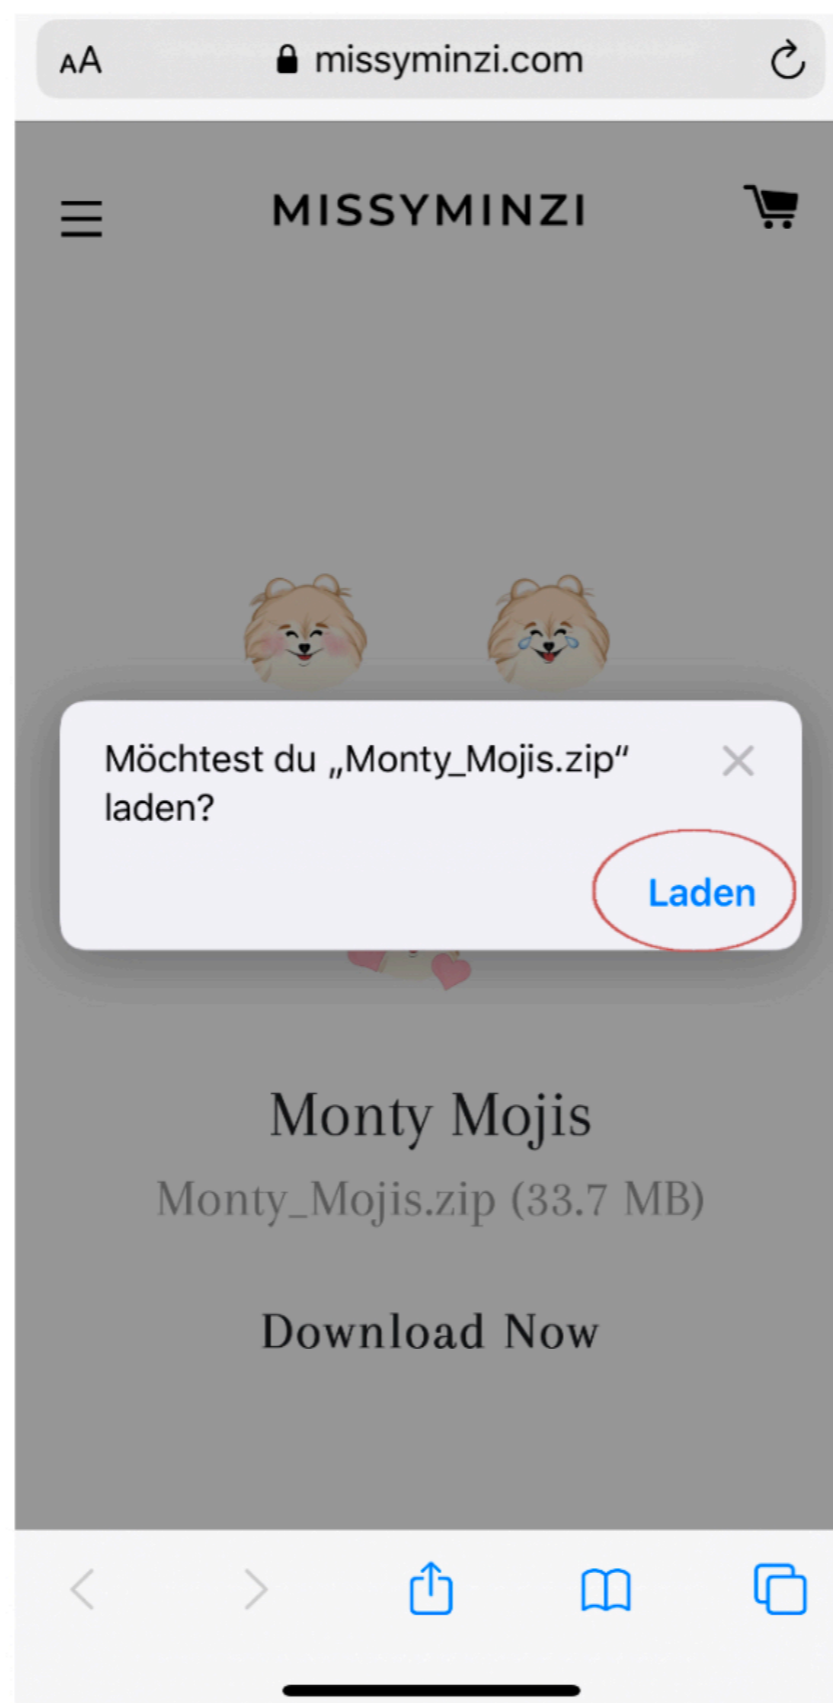 AA missyminzi.com
MISSYMINZI
Möchtest du „Monty_Mojis.zip“
laden?
Laden
Monty Mojis
Monty_Mojis.zip (33.7 MB)
Download Now